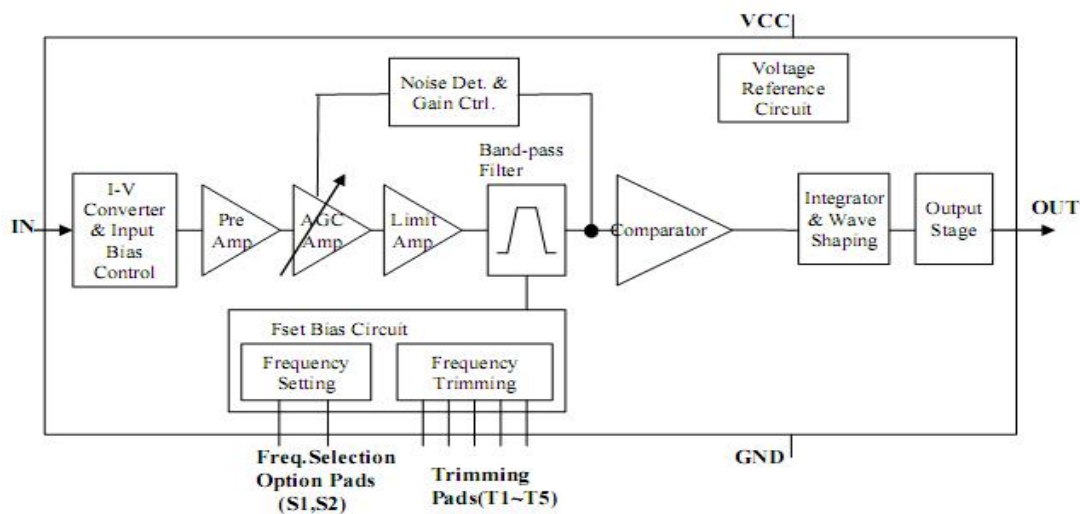 VCC
Noise Det. &
Gain Ctrl.
Voltage
Reference
Circuit
Band-pass
Filter
IN
I-V
Converter
& Input
Bias
Control
Pre
Amp
AGC
Amp
Limit
Amp
Comparator
Integrator
& Wave
Shaping
Output
Stage
OUT
Fset Bias Circuit
Frequency
Setting
Frequency
Trimming
Freq.Selection
Option Pads
(S1,S2)
Trimming
Pads(T1~T5)
GND